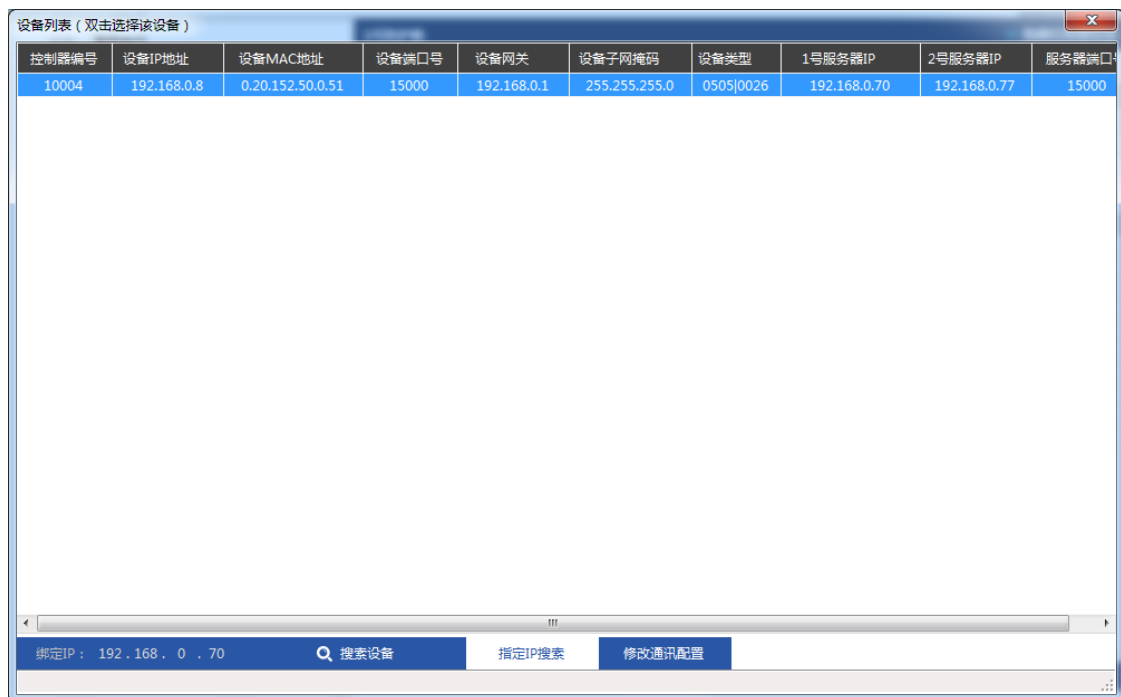 设备列表（双击选择该设备）
控制器编号 设备IP地址 设备MAC地址 设备端口号 设备网关 设备子网掩码 设备类型 1号服务器IP 2号服务器IP 服务器端口
10004 192.168.0.8 0.20.152.50.0.51 15000 192.168.0.1 255.255.255.0 0505|0026 192.168.0.70 192.168.0.77 15000
绑定IP： 192 . 168 . 0 . 70 搜索设备 指定IP搜索 修改通讯配置